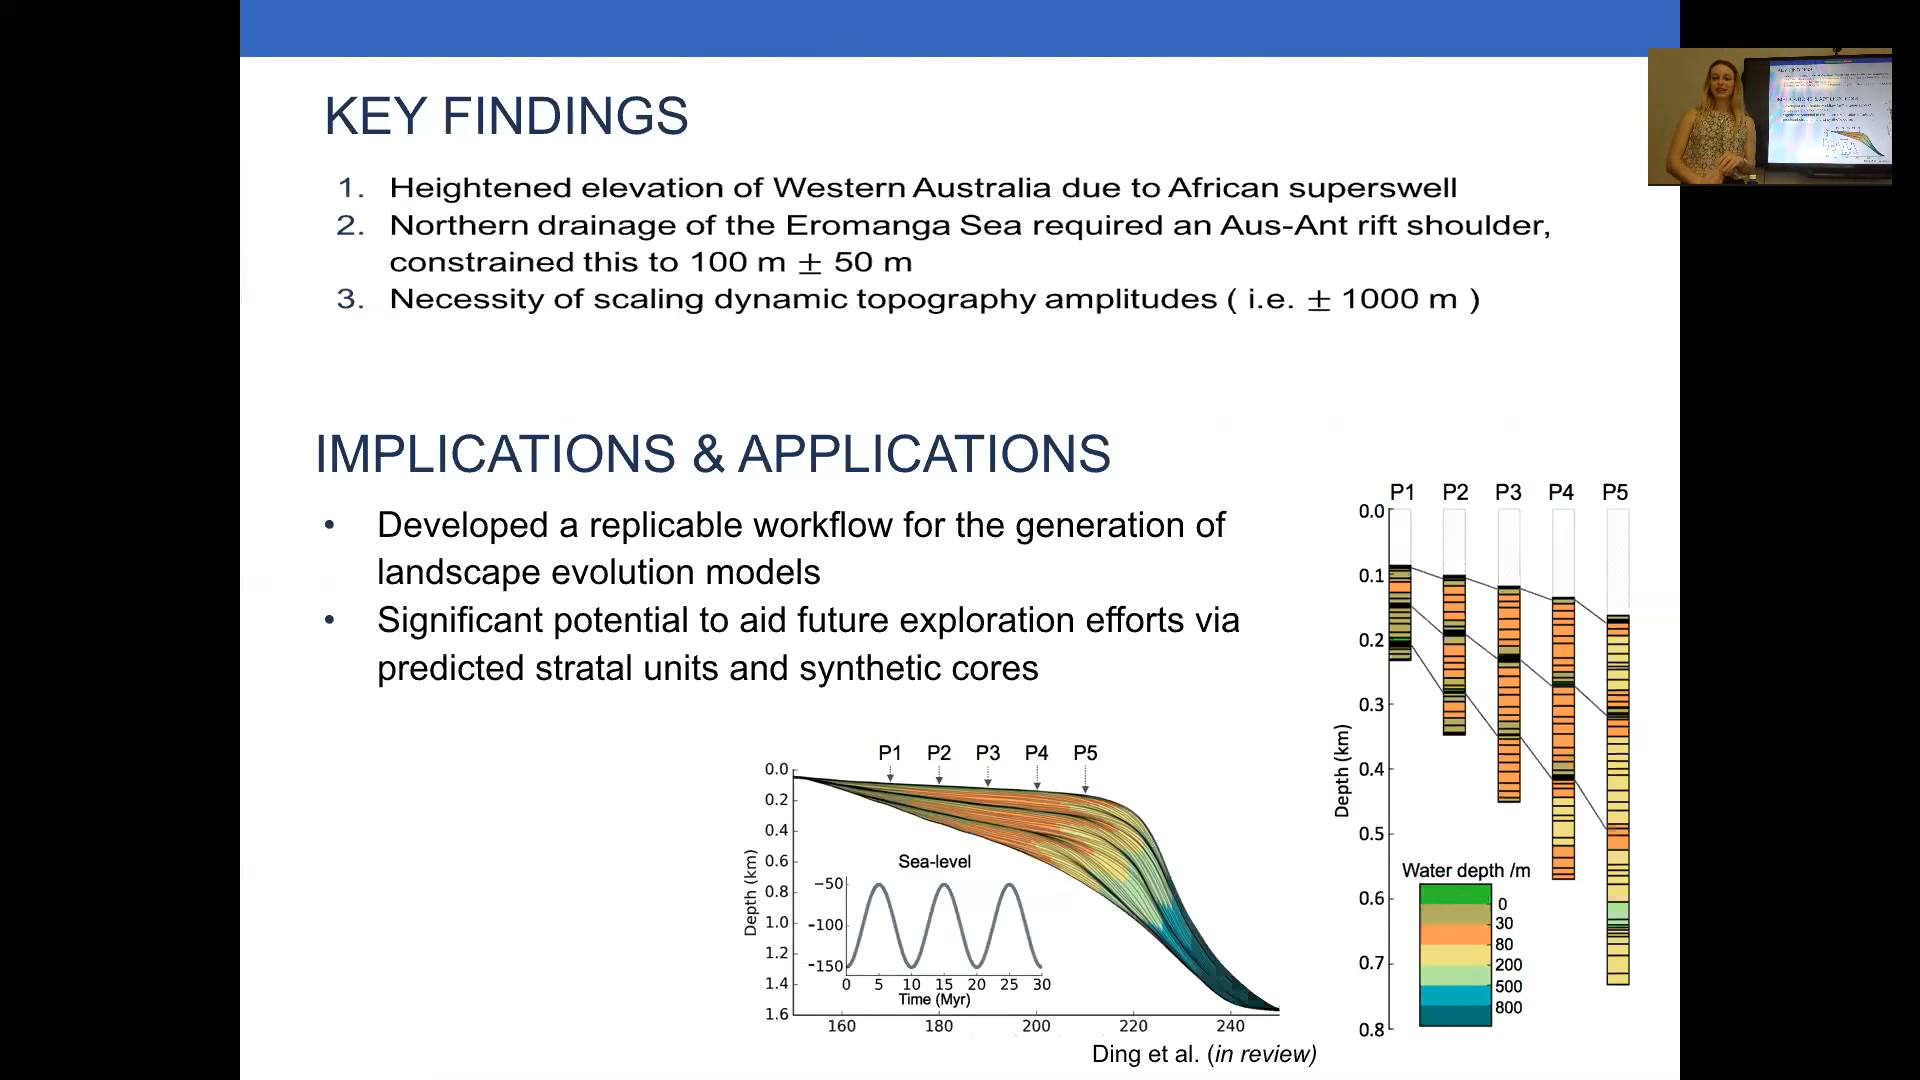 KEY FINDINGS
1. Heightened elevation of Western Australia due to African superswell
2. Northern drainage of the Eromanga Sea required an Aus-Ant rift shoulder,
constrained this to 100 m ± 50 m
3. Necessity of scaling dynamic topography amplitudes ( i.e. ± 1000 m )
IMPLICATIONS & APPLICATIONS
• Developed a replicable workflow for the generation of
landscape evolution models
• Significant potential to aid future exploration efforts via
predicted stratal units and synthetic cores
P1 P2 P3 P4 P5
0.0
0.2
0.4
0.6
0.8
1.0
1.2
1.4
1.6
Depth (km)
160 180 200 220 240
Sea-level
−50
-100
−150
0 5 10 15 20 25 30
Time (Myr)
Ding et al. (in review)
P1 P2 P3 P4 P5
0.0
0.1
0.2
0.3
0.4
0.5
0.6
0.7
0.8
Depth (km)
Water depth /m
0
30
80
200
500
800